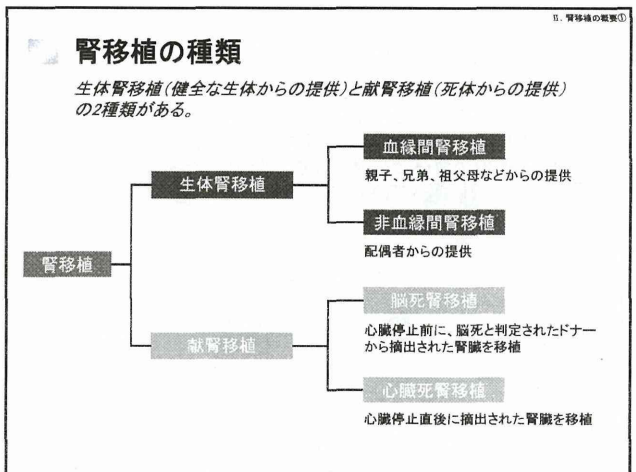 II. 腎移植の概要①
腎移植の種類
生体腎移植(健全な生体からの提供)と献腎移植(死体からの提供)
の2種類がある。
腎移植
生体腎移植
血縁間腎移植
親子、兄弟、祖父母などからの提供
非血縁間腎移植
配偶者からの提供
献腎移植
脳死腎移植
心臓停止前に、脳死と判定されたドナー
から摘出された腎臓を移植
心臓死腎移植
心臓停止直後に摘出された腎臓を移植